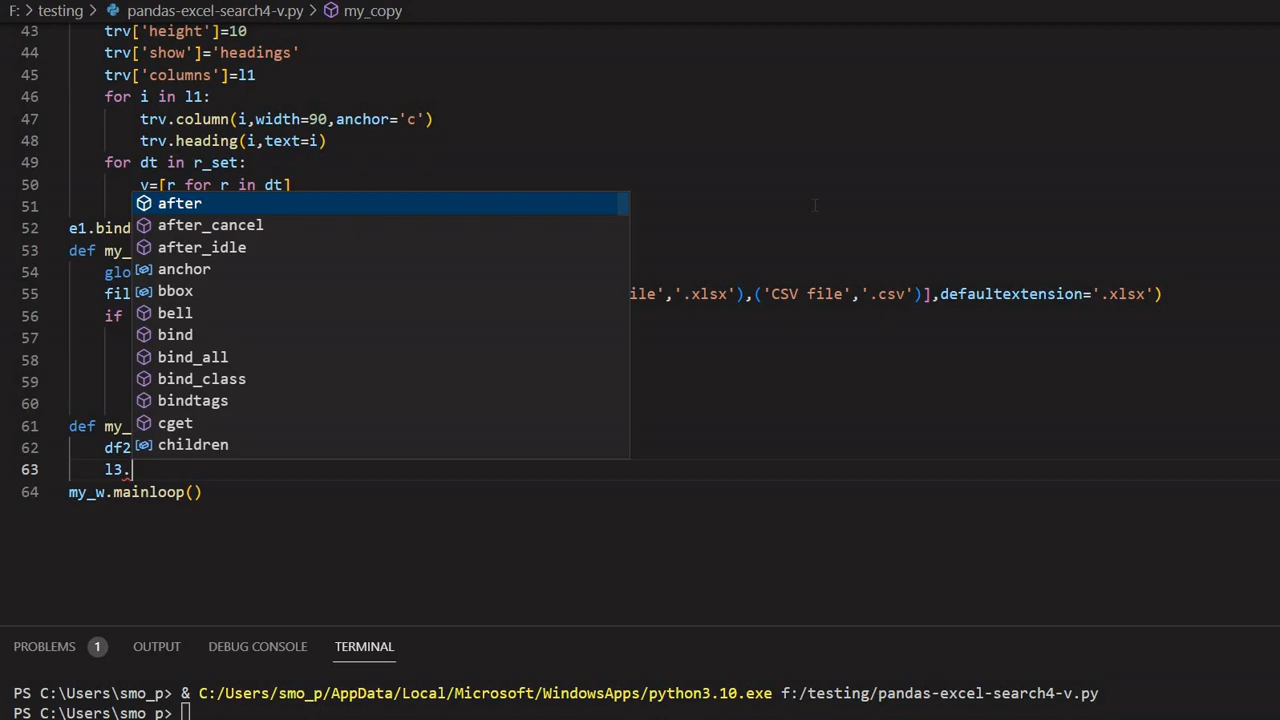 F: > testing > pandas-excel-search4-v.py > my_copy
43 trv['height']=10
44 trv['show']='headings'
45 trv['columns']=l1
46 for i in l1:
47 trv.column(i,width=90,anchor='c')
48 trv.heading(i,text=i)
49 for dt in r_set:
50 v=[r for r in dt]
51 after
52 e1.bind after_cancel
53 def my_ after_idle
54 glo anchor
55 fil bbox ile','.xlsx'),('CSV file','.csv')],defaultextension='.xlsx')
56 if bell
57 bind
58 bind_all
59 bind_class
60 bindtags
61 def my_ cget
62 df2 children
63 l3.
64 my_w.mainloop()
PROBLEMS 1 OUTPUT DEBUG CONSOLE TERMINAL
PS C:\Users\smo_p> & C:/Users/smo_p/AppData/Local/Microsoft/WindowsApps/python3.10.exe f:/testing/pandas-excel-search4-v.py
PS C:\Users\smo_p>